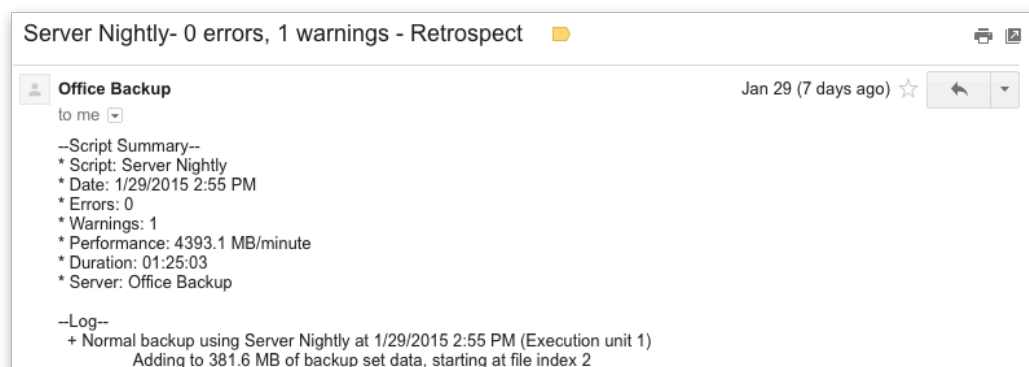 Server Nightly- 0 errors, 1 warnings - Retrospect
Office Backup
Jan 29 (7 days ago)
to me
--Script Summary--
* Script: Server Nightly
* Date: 1/29/2015 2:55 PM
* Errors: 0
* Warnings: 1
* Performance: 4393.1 MB/minute
* Duration: 01:25:03
* Server: Office Backup
--Log--
+ Normal backup using Server Nightly at 1/29/2015 2:55 PM (Execution unit 1)
Adding to 381.6 MB of backup set data, starting at file index 2